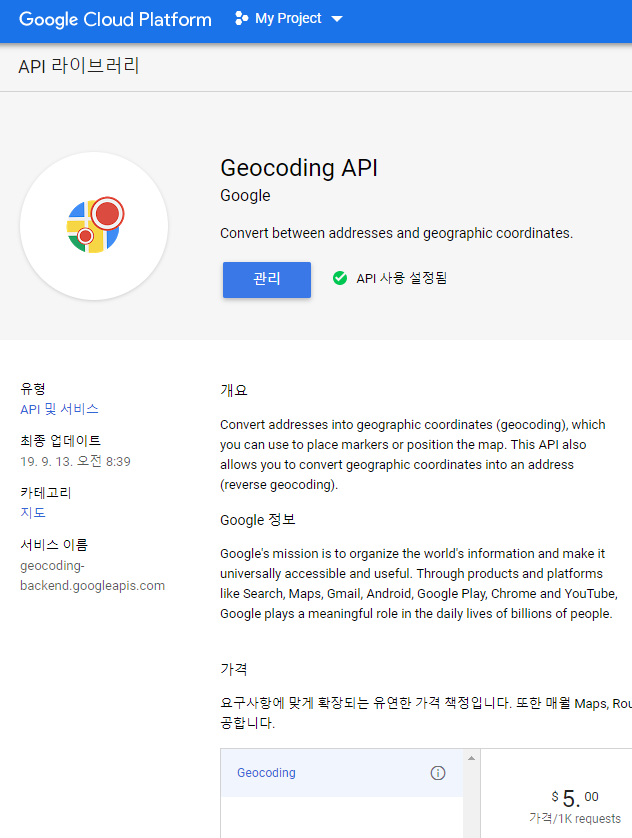 Google Cloud Platform My Project
API 라이브러리
Geocoding API
Google
Convert between addresses and geographic coordinates.
관리 API 사용 설정됨
유형
API 및 서비스
최종 업데이트
19. 9. 13. 오전 8:39
카테고리
지도
서비스 이름
geocoding-
backend.googleapis.com
개요
Convert addresses into geographic coordinates (geocoding), which
you can use to place markers or position the map. This API also
allows you to convert geographic coordinates into an address
(reverse geocoding).
Google 정보
Google's mission is to organize the world's information and make it
universally accessible and useful. Through products and platforms
like Search, Maps, Gmail, Android, Google Play, Chrome and YouTube,
Google plays a meaningful role in the daily lives of billions of people.
가격
요구사항에 맞게 확장되는 유연한 가격 책정입니다. 또한 매월 Maps, Rou
공합니다.
Geocoding
$ 5. 00
가격/1K requests